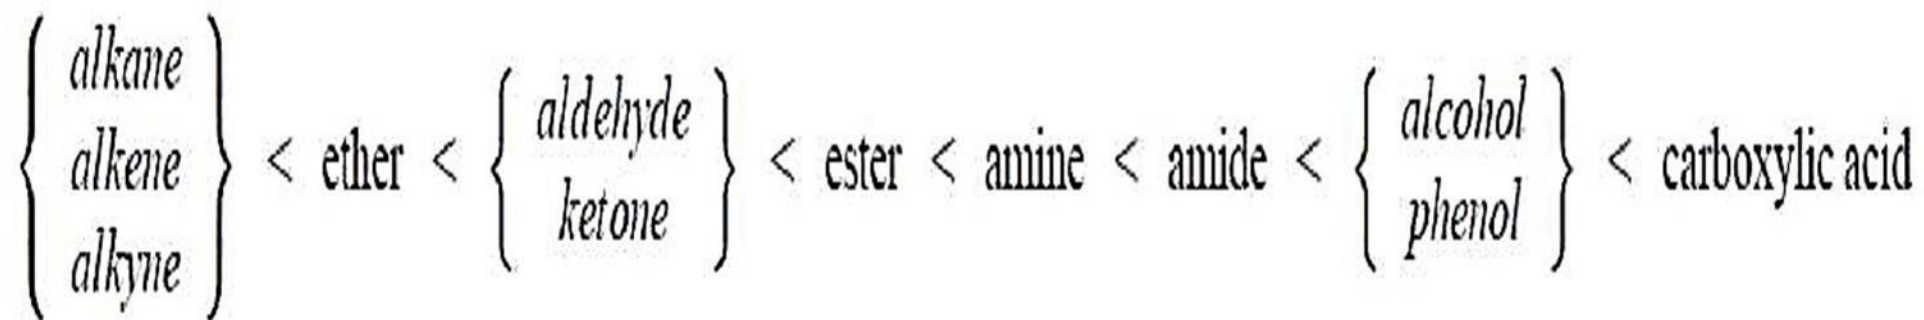 { alkane alkene alkyne } < ether < { aldehyde ketone } < ester < amine < amide < { alcohol phenol } < carboxylic acid